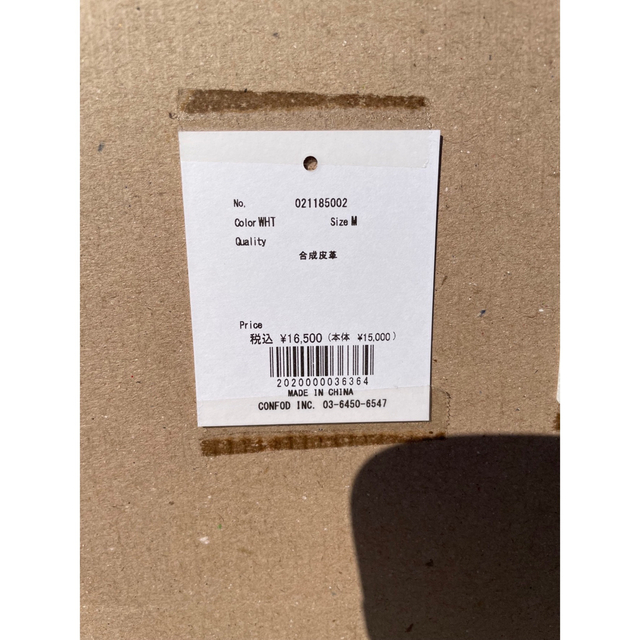 No. 021185002
Color WHT Size M
Quality
合成皮革
Price
税込 ¥16,500 (本体 ¥15,000)
2020000036364
MADE IN CHINA
CONFOD INC. 03-6450-6547